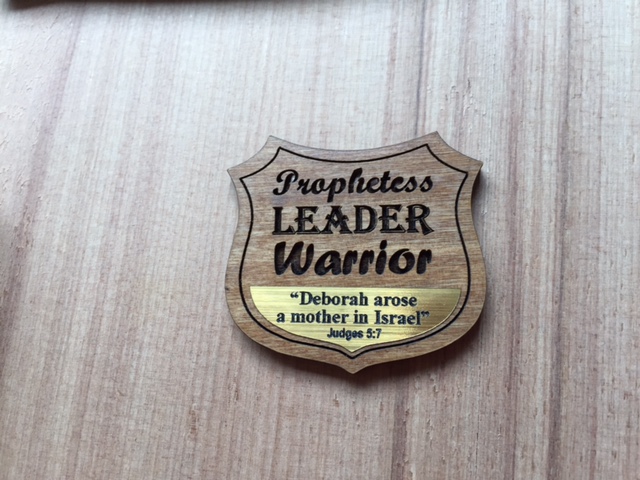 Prophetess
LEADER
Warrior
“Deborah arose
a mother in Israel”
Judges 5:7